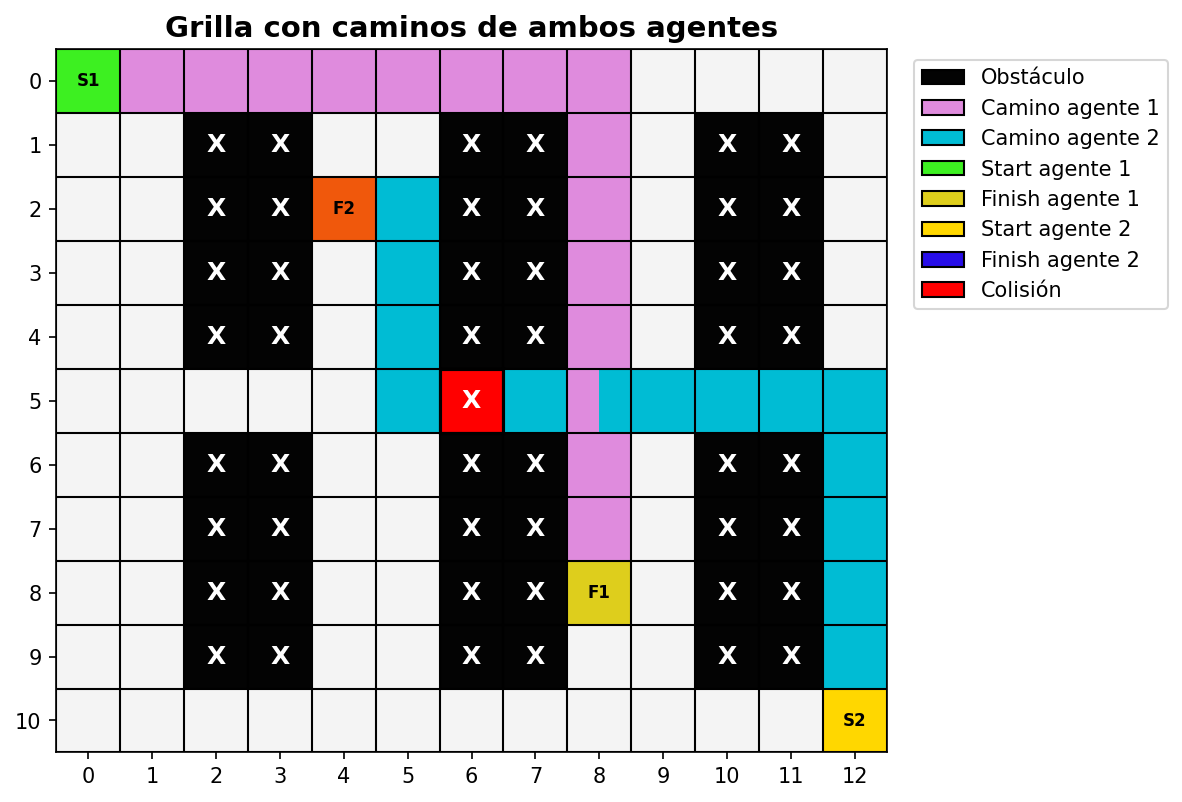 Grilla con caminos de ambos agentes
0 S1
1 X X X X X X
2 X X F2 X X X X
3 X X X X X X
4 X X X X X X
5 X
6 X X X X X X
7 X X X X X X
8 X X X X F1 X X
9 X X X X X X
10 S2
0 1 2 3 4 5 6 7 8 9 10 11 12
Obstáculo
Camino agente 1
Camino agente 2
Start agente 1
Finish agente 1
Start agente 2
Finish agente 2
Colisión